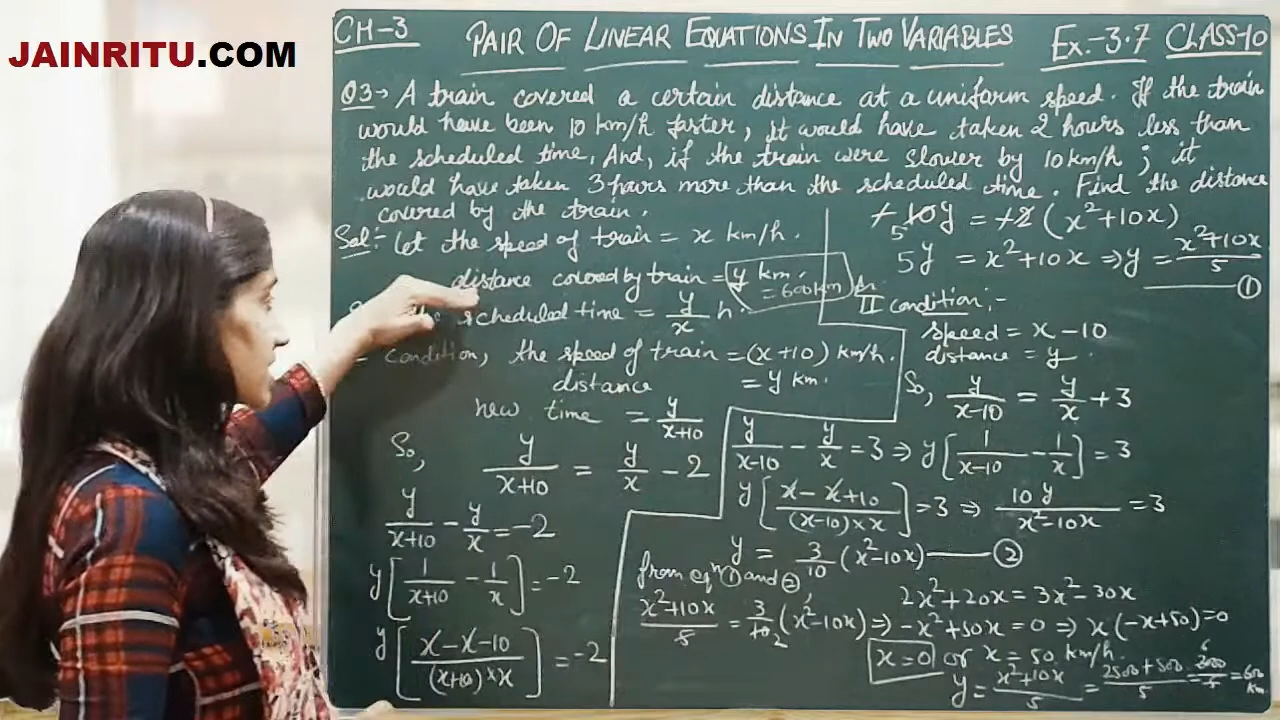 JAINRITU.COM
CH-3 PAIR OF LINEAR EQUATIONS IN TWO VARIABLES Ex.-3.7 CLASS-10
Q3→ A train covered a certain distance at a uniform speed. If the train
would have been 10 km/h faster, it would have taken 2 hours less than
the scheduled time. And, if the train were slower by 10 km/h ; it
would have taken 3 hours more than the scheduled time. Find the distance
covered by the train.
Sol:- Let the speed of train = x km/h.
distance covered by train = y km.
= 600km
scheduled time = y/x h.
condition, the speed of train = (x+10) km/h.
distance = y km.
new time = y/x+10
So, y/x+10 = y/x - 2
y/x+10 - y/x = -2
y[1/x+10 - 1/x] = -2
y[x-x-10/(x+10)×x] = -2
+10y = +2 (x²+10x)
5
5y = x²+10x ⇒ y = x²+10x/5 —— ①
II condition:-
speed = x-10
distance = y
So, y/x-10 = y/x + 3
y/x-10 - y/x = 3 ⇒ y[1/x-10 - 1/x] = 3
y[x-x+10/(x-10)×x] = 3 ⇒ 10y/x²-10x = 3
y = 3/10 (x²-10x) —— ②
from eqⁿ ① and ②,
x²+10x/5 = 3/10 2 (x²-10x) ⇒
2x²+20x = 3x²-30x
-x²+50x = 0 ⇒ x(-x+50) = 0
x=0 or x = 50 km/h.
y = x²+10x/5 = 2500+500/5 = 3000/5 = 600 km.